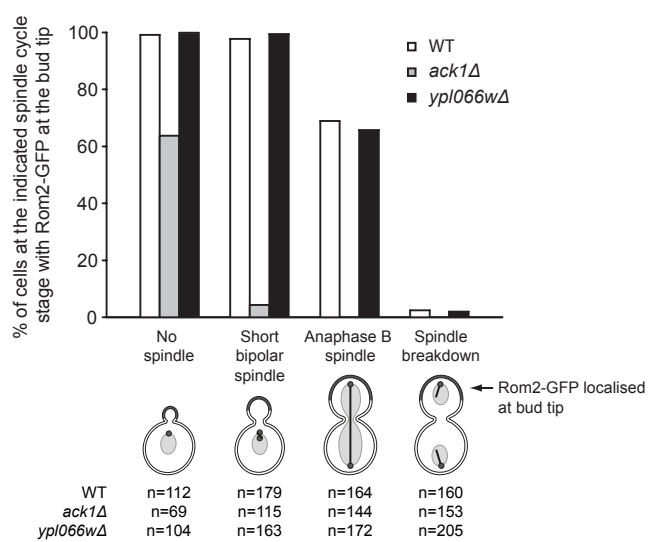 % of cells at the indicated spindle cycle
stage with Rom2-GFP at the bud tip
100
80
60
40
20
0
WT
ack1Δ
ypl066wΔ
No
spindle
Short
bipolar
spindle
Anaphase B
spindle
Spindle
breakdown
Rom2-GFP localised
at bud tip
WT n=112 n=179 n=164 n=160
ack1Δ n=69 n=115 n=144 n=153
ypl066wΔ n=104 n=163 n=172 n=205